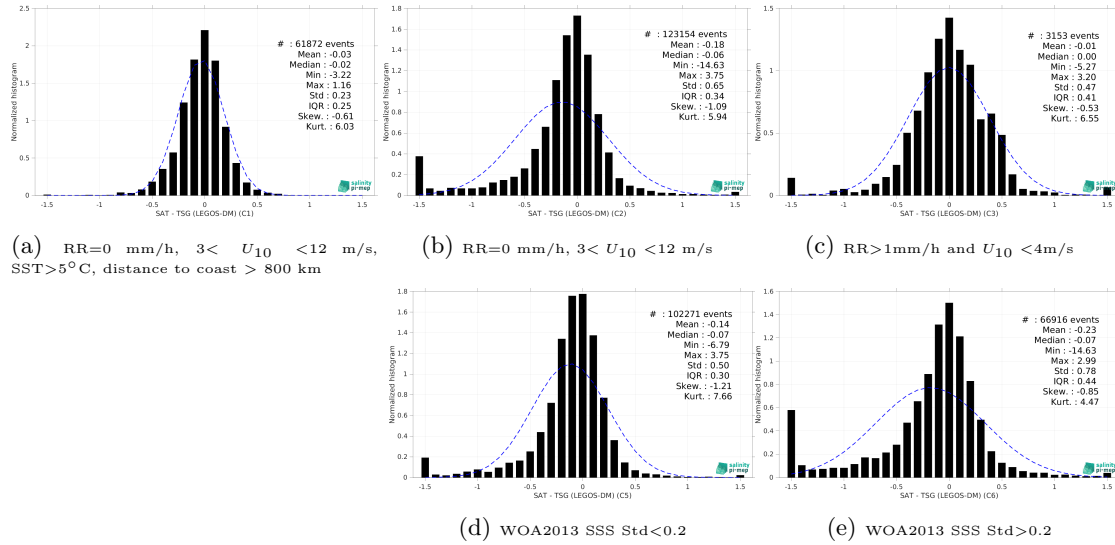 2.5
2
1.5
1
0.5
0
Normalized histogram
# : 61872 events
Mean : -0.03
Median : -0.02
Min : -3.22
Max : 1.16
Std : 0.23
IQR : 0.25
Skew. : -0.61
Kurt. : 6.03
salinity
pi-mep
-1.5 -1 -0.5 0 0.5 1 1.5
SAT - TSG (LEGOS-DM) (C1)
(a) RR=0 mm/h, 3< U10 <12 m/s,
SST>5°C, distance to coast > 800 km
1.8
1.6
1.4
1.2
1
0.8
0.6
0.4
0.2
0
Normalized histogram
# : 123154 events
Mean : -0.18
Median : -0.06
Min : -14.63
Max : 3.75
Std : 0.65
IQR : 0.34
Skew. : -1.09
Kurt. : 5.94
salinity
pi-mep
-1.5 -1 -0.5 0 0.5 1 1.5
SAT - TSG (LEGOS-DM) (C2)
(b) RR=0 mm/h, 3< U10 <12 m/s
1.5
1
0.5
0
Normalized histogram
# : 3153 events
Mean : -0.01
Median : 0.00
Min : -5.27
Max : 3.20
Std : 0.47
IQR : 0.41
Skew. : -0.53
Kurt. : 6.55
salinity
pi-mep
-1.5 -1 -0.5 0 0.5 1 1.5
SAT - TSG (LEGOS-DM) (C3)
(c) RR>1mm/h and U10 <4m/s
1.8
1.6
1.4
1.2
1
0.8
0.6
0.4
0.2
0
Normalized histogram
# : 102271 events
Mean : -0.14
Median : -0.07
Min : -6.79
Max : 3.75
Std : 0.50
IQR : 0.30
Skew. : -1.21
Kurt. : 7.66
salinity
pi-mep
-1.5 -1 -0.5 0 0.5 1 1.5
SAT - TSG (LEGOS-DM) (C5)
(d) WOA2013 SSS Std<0.2
1.6
1.4
1.2
1
0.8
0.6
0.4
0.2
0
Normalized histogram
# : 66916 events
Mean : -0.23
Median : -0.07
Min : -14.63
Max : 2.99
Std : 0.78
IQR : 0.44
Skew. : -0.85
Kurt. : 4.47
salinity
pi-mep
-1.5 -1 -0.5 0 0.5 1 1.5
SAT - TSG (LEGOS-DM) (C6)
(e) WOA2013 SSS Std>0.2